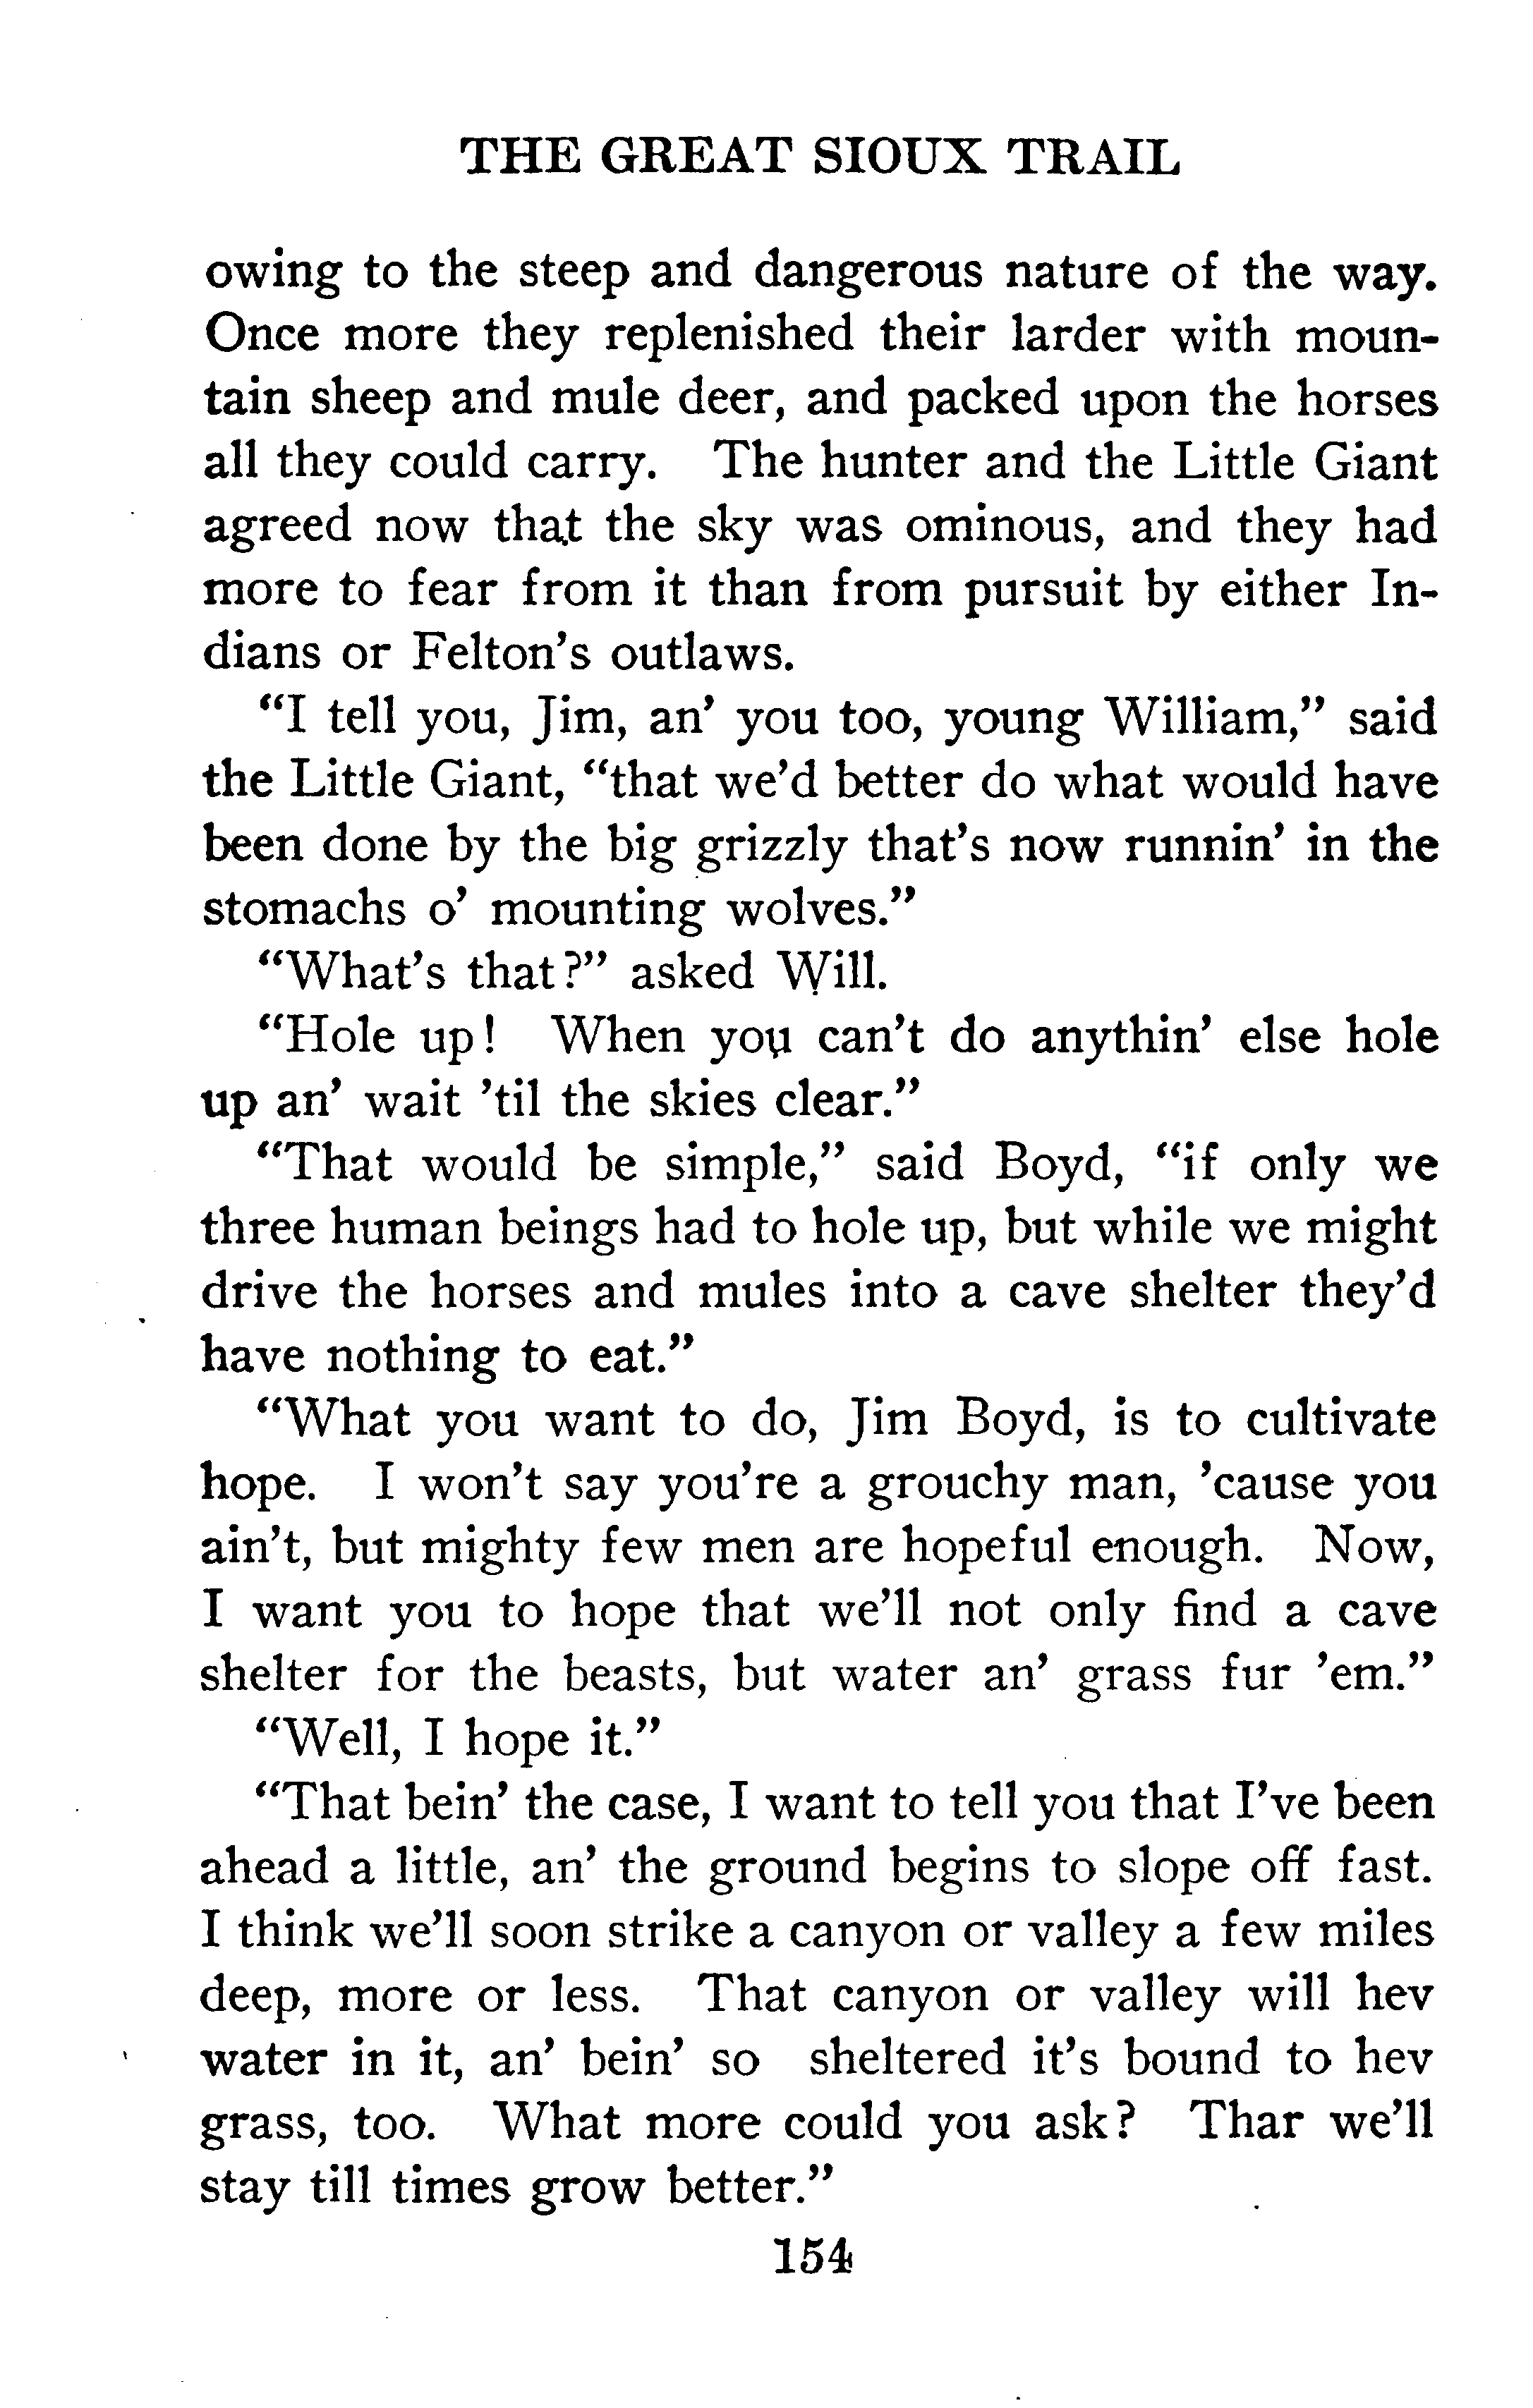 THE GREAT SIOUX TRAIL
owing to the steep and dangerous nature of the way.
Once more they replenished their larder with moun-
tain sheep and mule deer, and packed upon the horses
all they could carry. The hunter and the Little Giant
agreed now that the sky was ominous, and they had
more to fear from it than from pursuit by either In-
dians or Felton's outlaws.
"I tell you, Jim, an' you too, young William," said
the Little Giant, "that we'd better do what would have
been done by the big grizzly that's now runnin' in the
stomachs o' mounting wolves."
"What's that?" asked Will.
"Hole up! When you can't do anythin' else hole
up an' wait 'til the skies clear."
"That would be simple," said Boyd, "if only we
three human beings had to hole up, but while we might
drive the horses and mules into a cave shelter they'd
have nothing to eat."
"What you want to do, Jim Boyd, is to cultivate
hope. I won't say you're a grouchy man, 'cause you
ain't, but mighty few men are hopeful enough. Now,
I want you to hope that we'll not only find a cave
shelter for the beasts, but water an' grass fur 'em."
"Well, I hope it."
"That bein' the case, I want to tell you that I've been
ahead a little, an' the ground begins to slope off fast.
I think we'll soon strike a canyon or valley a few miles
deep, more or less. That canyon or valley will hev
water in it, an' bein' so sheltered it's bound to hev
grass, too. What more could you ask? Thar we'll
stay till times grow better."
154